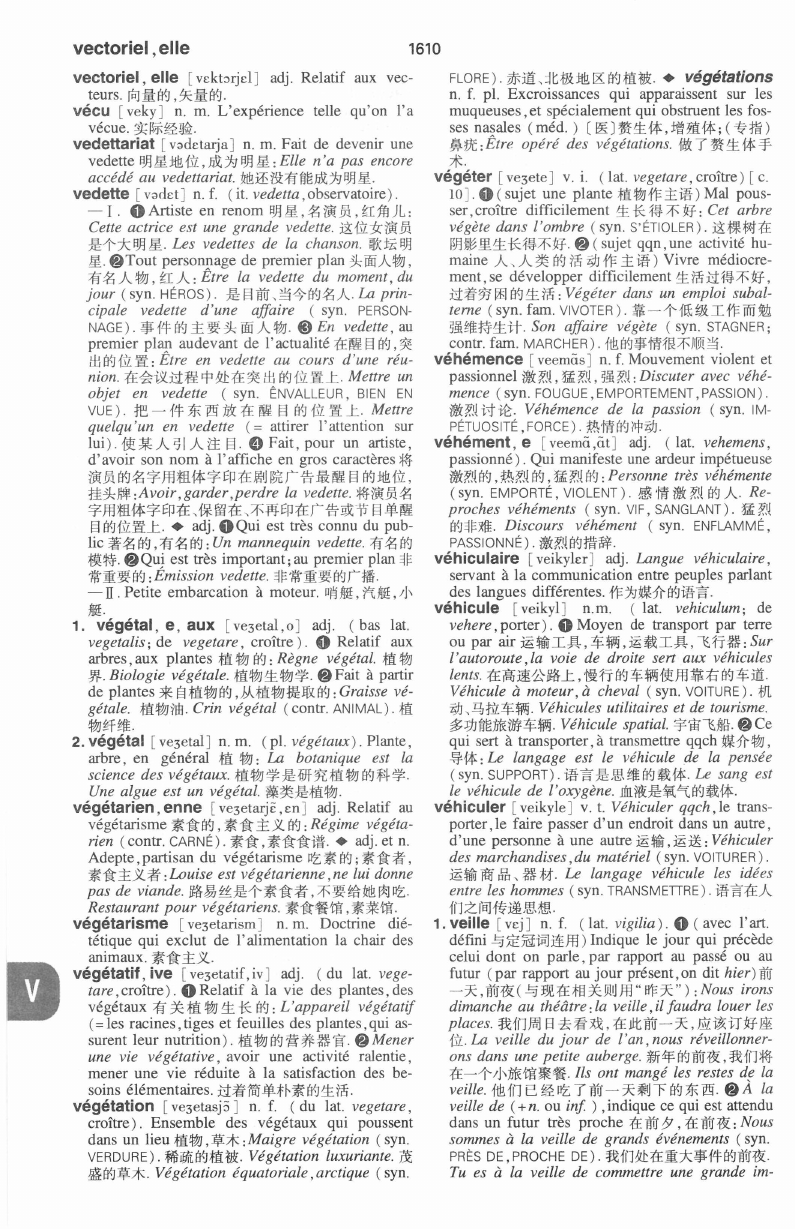 vectoriel, elle
1610
vectoriel, elle [vɛktɔrjɛl] adj. Relatif aux vec-
teurs. 向量的,矢量的.
vécu [veky] n. m. L'expérience telle qu'on l'a
vécue. 实际经验.
vedettariat [vədɛtarja] n. m. Fait de devenir une
vedette 明星地位,成为明星: Elle n'a pas encore
accédé au vedettariat. 她还没有能成为明星.
vedette [vədɛt] n. f. (it. vedetta, observatoire).
—Ⅰ. ❶ Artiste en renom 明星,名演员,红角儿:
Cette actrice est une grande vedette. 这位女演员
是个大明星. Les vedettes de la chanson. 歌坛明
星. ❷ Tout personnage de premier plan 头面人物,
有名人物,红人: Être la vedette du moment, du
jour (syn. HÉROS). 是目前、当今的名人. La prin-
cipale vedette d'une affaire (syn. PERSON-
NAGE). 事件的主要头面人物. ❸ En vedette, au
premier plan audevant de l'actualité 在醒目的,突
出的位置: Être en vedette au cours d'une réu-
nion. 在会议过程中处在突出的位置上. Mettre un
objet en vedette (syn. ÉNVALLEUR, BIEN EN
VUE). 把一件东西放在醒目的位置上. Mettre
quelqu'un en vedette (= attirer l'attention sur
lui). 使某人引人注目. ❹ Fait, pour un artiste,
d'avoir son nom à l'affiche en gros caractères 将
演员的名字用粗体字印在剧院广告最醒目的地位,
挂头牌: Avoir, garder, perdre la vedette. 将演员名
字用粗体字印在、保留在、不再印在广告或节目单醒
目的位置上. ◆ adj. ❶ Qui est très connu du pub-
lic 著名的,有名的: Un mannequin vedette. 有名的
模特. ❷ Qui est très important; au premier plan 非
常重要的: Émission vedette. 非常重要的广播.
—Ⅱ. Petite embarcation à moteur. 哨艇,汽艇,小
艇.
1. végétal, e, aux [veʒetal, o] adj. (bas lat.
vegetalis; de vegetare, croître). ❶ Relatif aux
arbres, aux plantes 植物的: Règne végétal. 植物
界. Biologie végétale. 植物生物学. ❷ Fait à partir
de plantes 来自植物的,从植物提取的: Graisse vé-
gétale. 植物油. Crin végétal (contr. ANIMAL). 植
物纤维.
2. végétal [veʒetal] n. m. (pl. végétaux). Plante,
arbre, en général 植物: La botanique est la
science des végétaux. 植物学是研究植物的科学.
Une algue est un végétal. 藻类是植物.
végétarien, enne [veʒetarjɛ̃, ɛn] adj. Relatif au
végétarisme 素食的,素食主义的: Régime végéta-
rien (contr. CARNÉ). 素食,素食食谱. ◆ adj. et n.
Adepte, partisan du végétarisme 吃素的;素食者,
素食主义者: Louise est végétarienne, ne lui donne
pas de viande. 路易丝是个素食者,不要给她肉吃.
Restaurant pour végétariens. 素食餐馆,素菜馆.
végétarisme [veʒetarism] n. m. Doctrine dié-
tétique qui exclut de l'alimentation la chair des
animaux. 素食主义.
végétatif, ive [veʒetatif, iv] adj. (du lat. vege-
tare, croître). ❶ Relatif à la vie des plantes, des
végétaux 有关植物生长的: L'appareil végétatif
(= les racines, tiges et feuilles des plantes, qui as-
surent leur nutrition). 植物的营养器官. ❷ Mener
une vie végétative, avoir une activité ralentie,
mener une vie réduite à la satisfaction des be-
soins élémentaires. 过着简单朴素的生活.
végétation [veʒetasjɔ̃] n. f. (du lat. vegetare,
croître). Ensemble des végétaux qui poussent
dans un lieu 植物,草木: Maigre végétation (syn.
VERDURE). 稀疏的植被. Végétation luxuriante. 茂
盛的草木. Végétation équatoriale, arctique (syn.
V
FLORE). 赤道、北极地区的植被. ◆ végétations
n. f. pl. Excroissances qui apparaissent sur les
muqueuses, et spécialement qui obstruent les fos-
ses nasales (méd.) [医]赘生体,增殖体;(专指)
鼻疣: Être opéré des végétations. 做了赘生体手
术.
végéter [veʒete] v. i. (lat. vegetare, croître) [c.
10]. ❶ (sujet une plante 植物作主语) Mal pous-
ser, croître difficilement 生长得不好: Cet arbre
végète dans l'ombre (syn. S'ÉTIOLER). 这棵树在
阴影里生长得不好. ❷ (sujet qqn, une activité hu-
maine 人、人类的活动作主语) Vivre médiocre-
ment, se développer difficilement 生活过得不好,
过着穷困的生活: Végéter dans un emploi subal-
terne (syn. fam. VIVOTER). 靠一个低级工作而勉
强维持生计. Son affaire végète (syn. STAGNER;
contr. fam. MARCHER). 他的事情很不顺当.
véhémence [veemɑ̃s] n. f. Mouvement violent et
passionnel 激烈,猛烈,强烈: Discuter avec véhé-
mence (syn. FOUGUE, EMPORTEMENT, PASSION).
激烈讨论. Véhémence de la passion (syn. IM-
PÉTUOSITÉ, FORCE). 热情的冲动.
véhément, e [veemɑ̃, ɑ̃t] adj. (lat. vehemens,
passionné). Qui manifeste une ardeur impétueuse
激烈的,热烈的,猛烈的: Personne très véhémente
(syn. EMPORTÉ, VIOLENT). 感情激烈的人. Re-
proches véhéments (syn. VIF, SANGLANT). 猛烈
的非难. Discours véhément (syn. ENFLAMMÉ,
PASSIONNÉ). 激烈的措辞.
véhiculaire [veikylɛr] adj. Langue véhiculaire,
servant à la communication entre peuples parlant
des langues différentes. 作为媒介的语言.
véhicule [veikyl] n.m. (lat. vehiculum; de
vehere, porter). ❶ Moyen de transport par terre
ou par air 运输工具,车辆,运载工具,飞行器: Sur
l'autoroute, la voie de droite sert aux véhicules
lents. 在高速公路上,慢行的车辆使用靠右的车道.
Véhicule à moteur, à cheval (syn. VOITURE). 机
动、马拉车辆. Véhicules utilitaires et de tourisme.
多功能旅游车辆. Véhicule spatial. 宇宙飞船. ❷ Ce
qui sert à transporter, à transmettre qqch 媒介物,
导体: Le langage est le véhicule de la pensée
(syn. SUPPORT). 语言是思维的载体. Le sang est
le véhicule de l'oxygène. 血液是氧气的载体.
véhiculer [veikyle] v. t. Véhiculer qqch, le trans-
porter, le faire passer d'un endroit dans un autre,
d'une personne à une autre 运输,运送: Véhiculer
des marchandises, du matériel (syn. VOITURER).
运输商品、器材. Le langage véhicule les idées
entre les hommes (syn. TRANSMETTRE). 语言在人
们之间传递思想.
1. veille [vɛj] n. f. (lat. vigilia). ❶ (avec l'art.
défini 与定冠词连用) Indique le jour qui précède
celui dont on parle, par rapport au passé ou au
futur (par rapport au jour présent, on dit hier) 前
一天,前夜(与现在相关则用“昨天”): Nous irons
dimanche au théâtre: la veille, il faudra louer les
places. 我们周日去看戏,在此前一天,应该订好座
位. La veille du jour de l'an, nous réveillonner-
ons dans une petite auberge. 新年的前夜,我们将
在一个小旅馆聚餐. Ils ont mangé les restes de la
veille. 他们已经吃了前一天剩下的东西. ❷ À la
veille de (+n. ou inf.), indique ce qui est attendu
dans un futur très proche 在前夕,在前夜: Nous
sommes à la veille de grands événements (syn.
PRÈS DE, PROCHE DE). 我们处在重大事件的前夜.
Tu es à la veille de commettre une grande im-